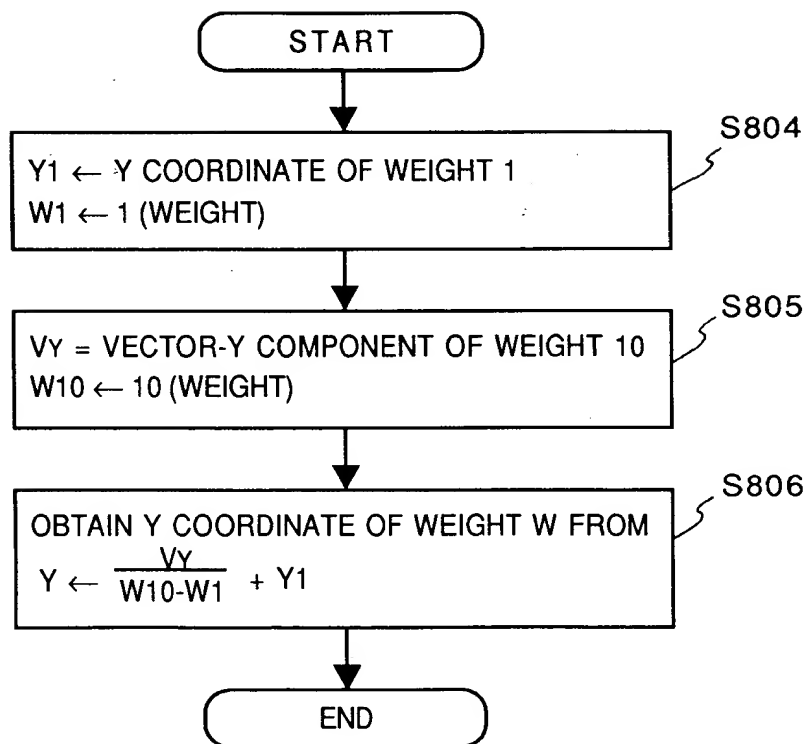 START
S804
Y1 ← Y COORDINATE OF WEIGHT 1
W1 ← 1 (WEIGHT)
S805
VY = VECTOR-Y COMPONENT OF WEIGHT 10
W10 ← 10 (WEIGHT)
S806
OBTAIN Y COORDINATE OF WEIGHT W FROM
Y ← VY / W10-W1 + Y1
END